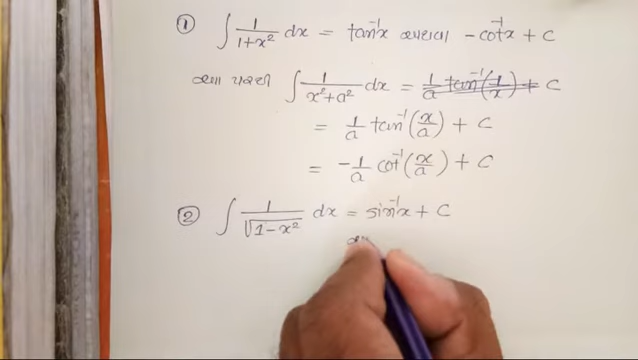 ① ∫ 1/(1+x²) dx = tan⁻¹x અથવા -cot⁻¹x + c
∫ 1/(x²+a²) dx = 1/a tan⁻¹(1/x) + c
= 1/a tan⁻¹(x/a) + c
= -1/a cot⁻¹(x/a) + c
② ∫ 1/√(1-x²) dx = sin⁻¹x + c